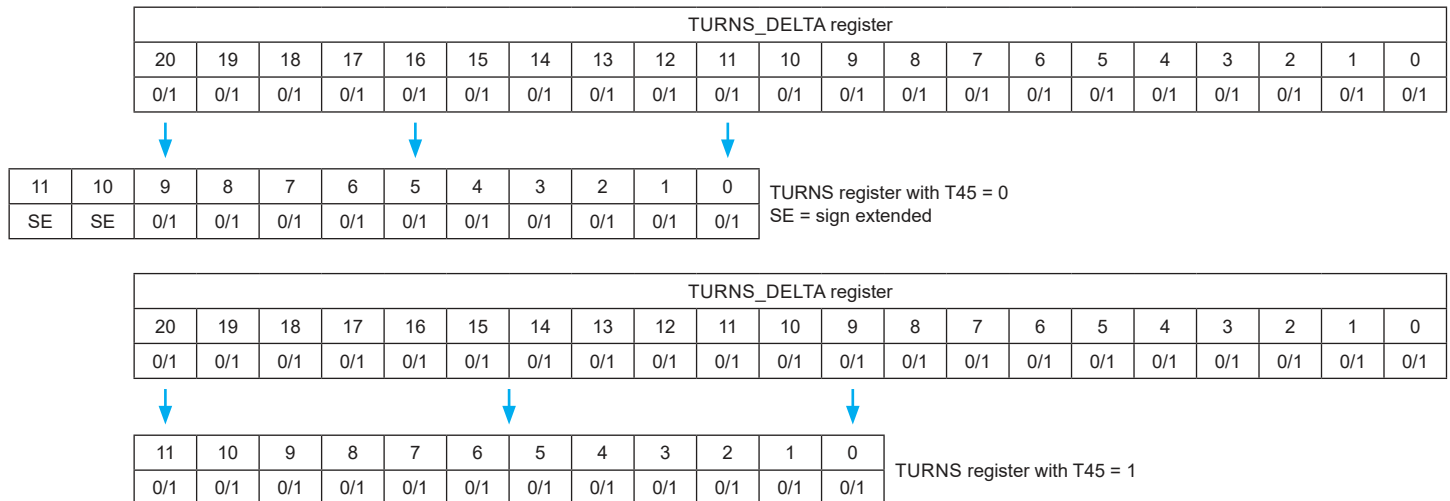 TURNS_DELTA register
20 19 18 17 16 15 14 13 12 11 10 9 8 7 6 5 4 3 2 1 0
0/1 0/1 0/1 0/1 0/1 0/1 0/1 0/1 0/1 0/1 0/1 0/1 0/1 0/1 0/1 0/1 0/1 0/1 0/1 0/1 0/1
11 10 9 8 7 6 5 4 3 2 1 0
SE SE 0/1 0/1 0/1 0/1 0/1 0/1 0/1 0/1 0/1 0/1
TURNS register with T45 = 0
SE = sign extended
TURNS_DELTA register
20 19 18 17 16 15 14 13 12 11 10 9 8 7 6 5 4 3 2 1 0
0/1 0/1 0/1 0/1 0/1 0/1 0/1 0/1 0/1 0/1 0/1 0/1 0/1 0/1 0/1 0/1 0/1 0/1 0/1 0/1 0/1
11 10 9 8 7 6 5 4 3 2 1 0
0/1 0/1 0/1 0/1 0/1 0/1 0/1 0/1 0/1 0/1 0/1 0/1
TURNS register with T45 = 1